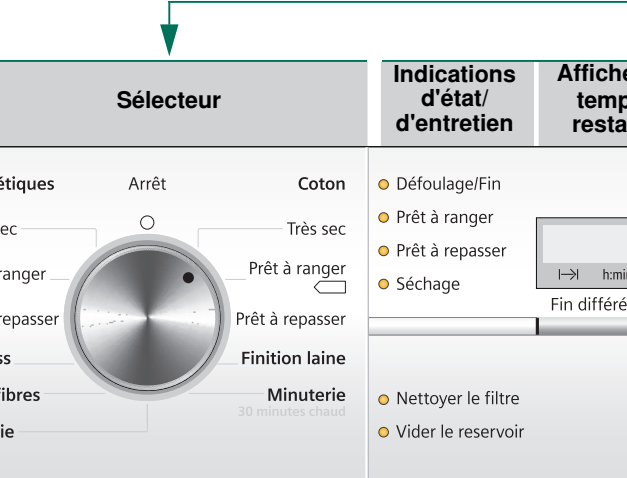 Sélecteur
Indications
d'état/
d'entretien
Affiche
temp
resta
étiques
Arrêt
Coton
ec
Très sec
ranger
Prêt à ranger
repasser
Prêt à repasser
ss
Finition laine
fibres
Minuterie
30 minutes chaud
ie
Défoulage/Fin
Prêt à ranger
Prêt à repasser
Séchage
h:mi
Fin différé
Nettoyer le filtre
Vider le reservoir